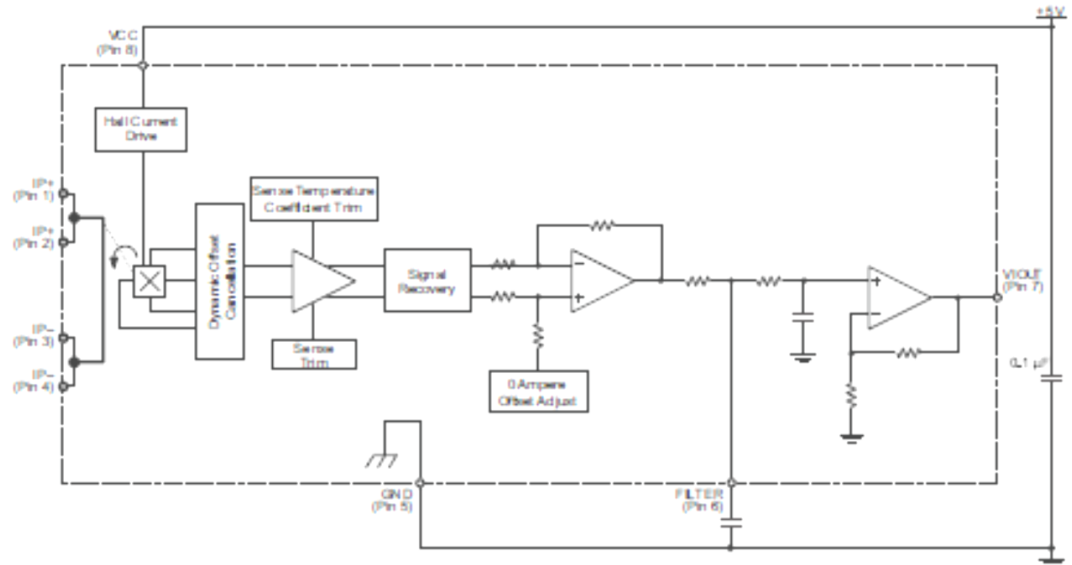 +5 V
VCC
(Pin 8)
Hall Current
Drive
IP+
(Pin 1)
IP+
(Pin 2)
IP−
(Pin 3)
IP−
(Pin 4)
Dynamic Offset
Cancellation
Sense Temperature
Coefficient Trim
Sense
Trim
Signal
Recovery
0 Ampere
Offset Adjust
VIOUT
(Pin 7)
0.1 µF
GND
(Pin 5)
FILTER
(Pin 6)